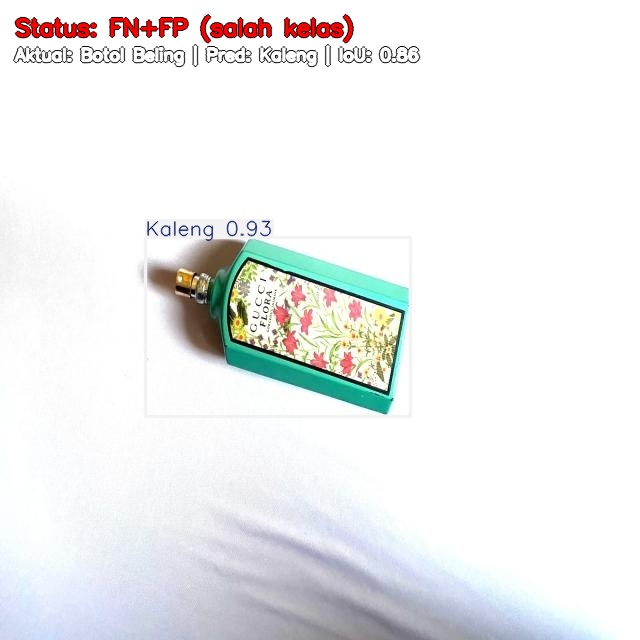 Status: FN+FP (salah kelas)
Aktual: Botol Beling | Pred: Kaleng | IoU: 0.86
Kaleng 0.93
GUCCI
FLORA